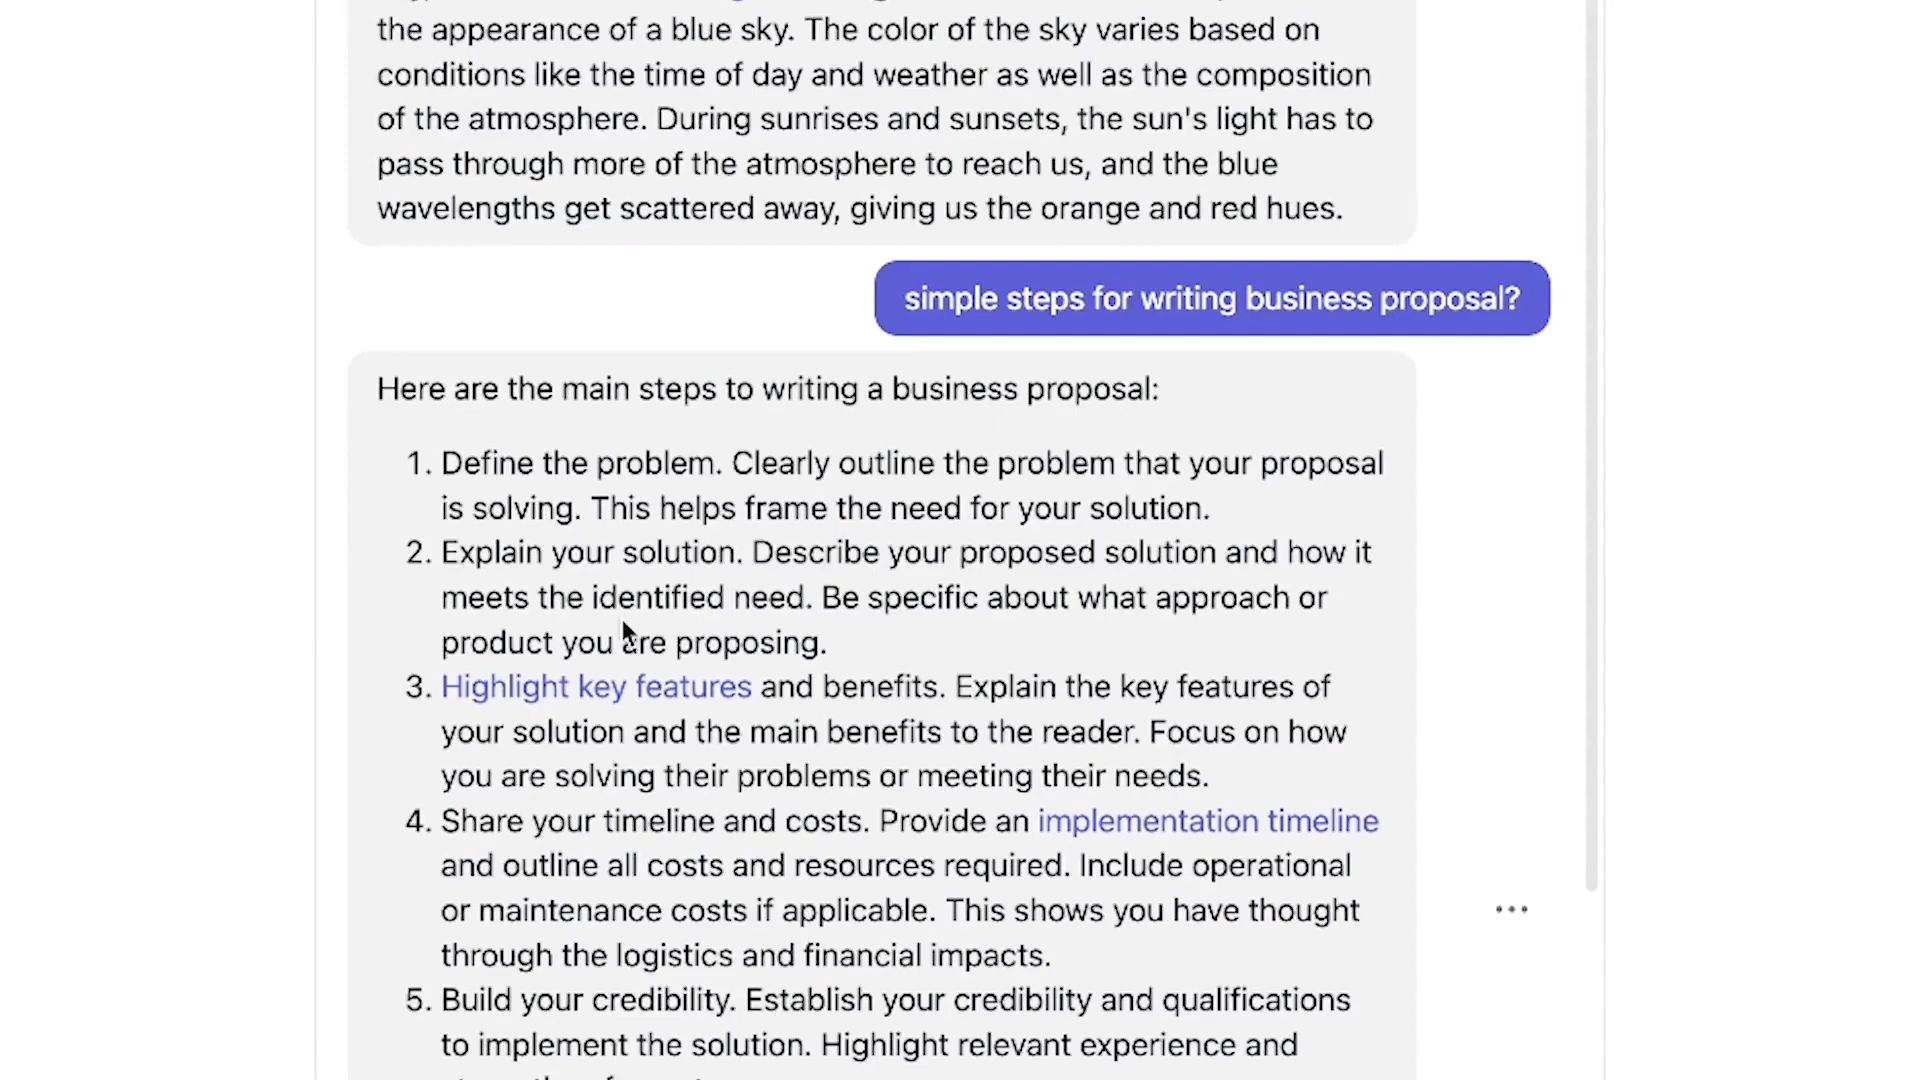 the appearance of a blue sky. The color of the sky varies based on
conditions like the time of day and weather as well as the composition
of the atmosphere. During sunrises and sunsets, the sun's light has to
pass through more of the atmosphere to reach us, and the blue
wavelengths get scattered away, giving us the orange and red hues.
simple steps for writing business proposal?
Here are the main steps to writing a business proposal:
1. Define the problem. Clearly outline the problem that your proposal
is solving. This helps frame the need for your solution.
2. Explain your solution. Describe your proposed solution and how it
meets the identified need. Be specific about what approach or
product you are proposing.
3. Highlight key features and benefits. Explain the key features of
your solution and the main benefits to the reader. Focus on how
you are solving their problems or meeting their needs.
4. Share your timeline and costs. Provide an implementation timeline
and outline all costs and resources required. Include operational
or maintenance costs if applicable. This shows you have thought
through the logistics and financial impacts.
5. Build your credibility. Establish your credibility and qualifications
to implement the solution. Highlight relevant experience and